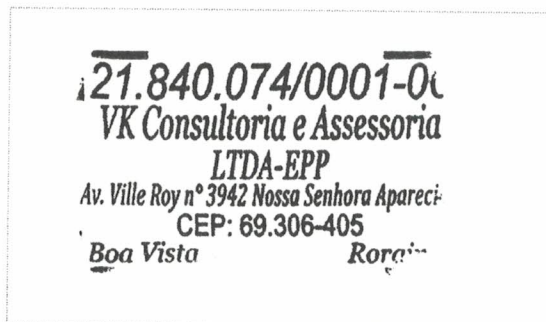 21.840.074/0001-0
VK Consultoria e Assessoria
LTDA-EPP
Av. Ville Roy nº 3942 Nossa Senhora Apareci
CEP: 69.306-405
Boa Vista